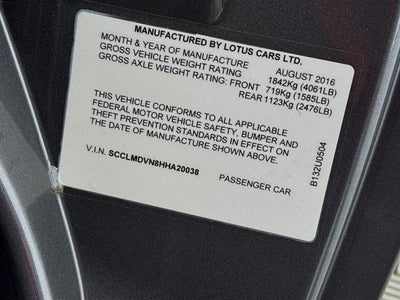 MANUFACTURED BY LOTUS CARS LTD.
MONTH & YEAR OF MANUFACTURE AUGUST 2016
GROSS VEHICLE WEIGHT RATING 1842Kg (4061LB)
GROSS AXLE WEIGHT RATING: FRONT 719Kg (1585LB)
REAR 1123Kg (2476LB)
THIS VEHICLE CONFORMS TO ALL APPLICABLE
FEDERAL MOTOR VEHICLE SAFETY, BUMPER AND
THEFT PREVENTION STANDARDS IN EFFECT ON
THE DATE OF MANUFACTURE SHOWN ABOVE.
V.I.N. SCCLMDVN8HHA20038 PASSENGER CAR
B132U0504